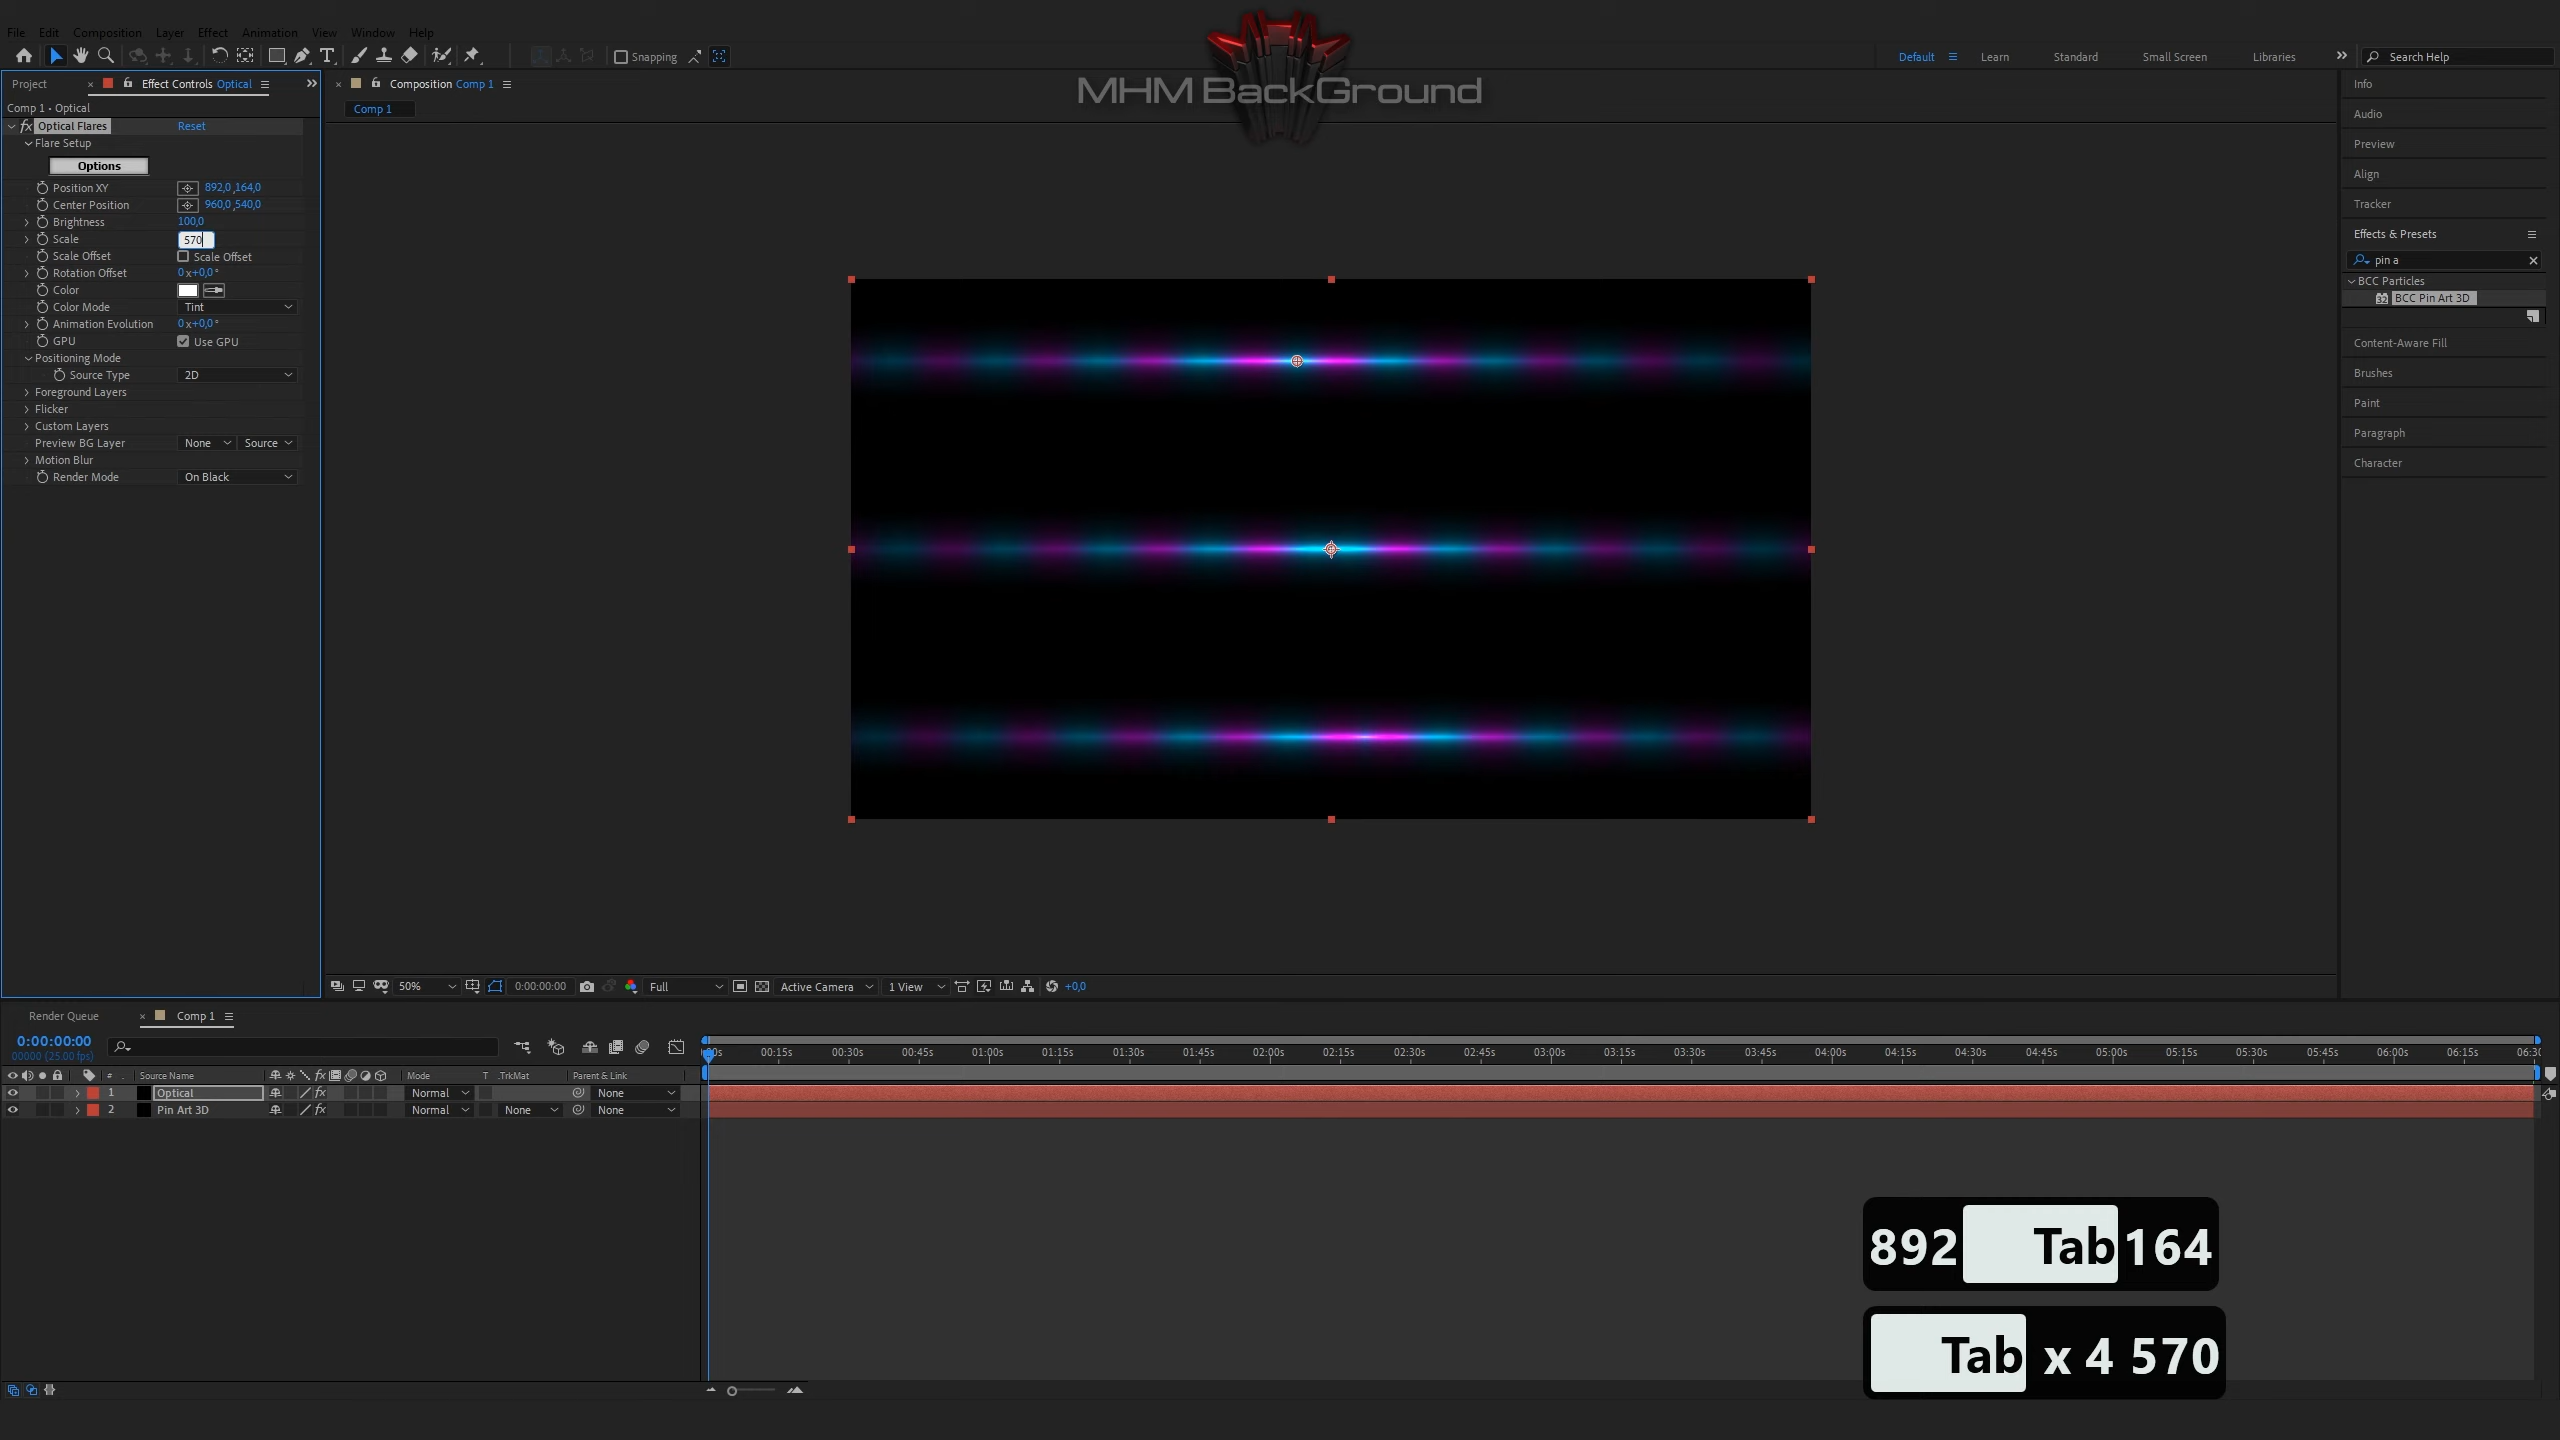 MHM BackGround
File Edit Composition Layer Effect Animation View Window Help
Snapping
Default Learn Standard Small Screen Libraries Search Help
Project Effect Controls Optical
Composition Comp 1
Comp 1 • Optical
Comp 1
fx Optical Flares Reset
Flare Setup
Options
Position XY 892,0 ,164,0
Center Position 960,0 ,540,0
Brightness 100,0
Scale 570
Scale Offset Scale Offset
Rotation Offset 0 x+0,0 °
Color
Color Mode Tint
Animation Evolution 0 x+0,0 °
GPU Use GPU
Positioning Mode
Source Type 2D
Foreground Layers
Flicker
Custom Layers
Preview BG Layer None Source
Motion Blur
Render Mode On Black
Info
Audio
Preview
Align
Tracker
Effects & Presets
pin a
BCC Particles
32 BCC Pin Art 3D
Content-Aware Fill
Brushes
Paint
Paragraph
Character
50% 0:00:00:00 Full Active Camera 1 View +0,0
Render Queue Comp 1
0:00:00:00
00000 (25.00 fps)
00:15s 00:30s 00:45s 01:00s 01:15s 01:30s 01:45s 02:00s 02:15s 02:30s 02:45s 03:00s 03:15s 03:30s 03:45s 04:00s 04:15s 04:30s 04:45s 05:00s 05:15s 05:30s 05:45s 06:00s 06:15s 06:30
# Source Name fx Mode T .TrkMat Parent & Link
1 Optical fx Normal None
2 Pin Art 3D fx Normal None None
892 Tab 164
Tab x 4 570